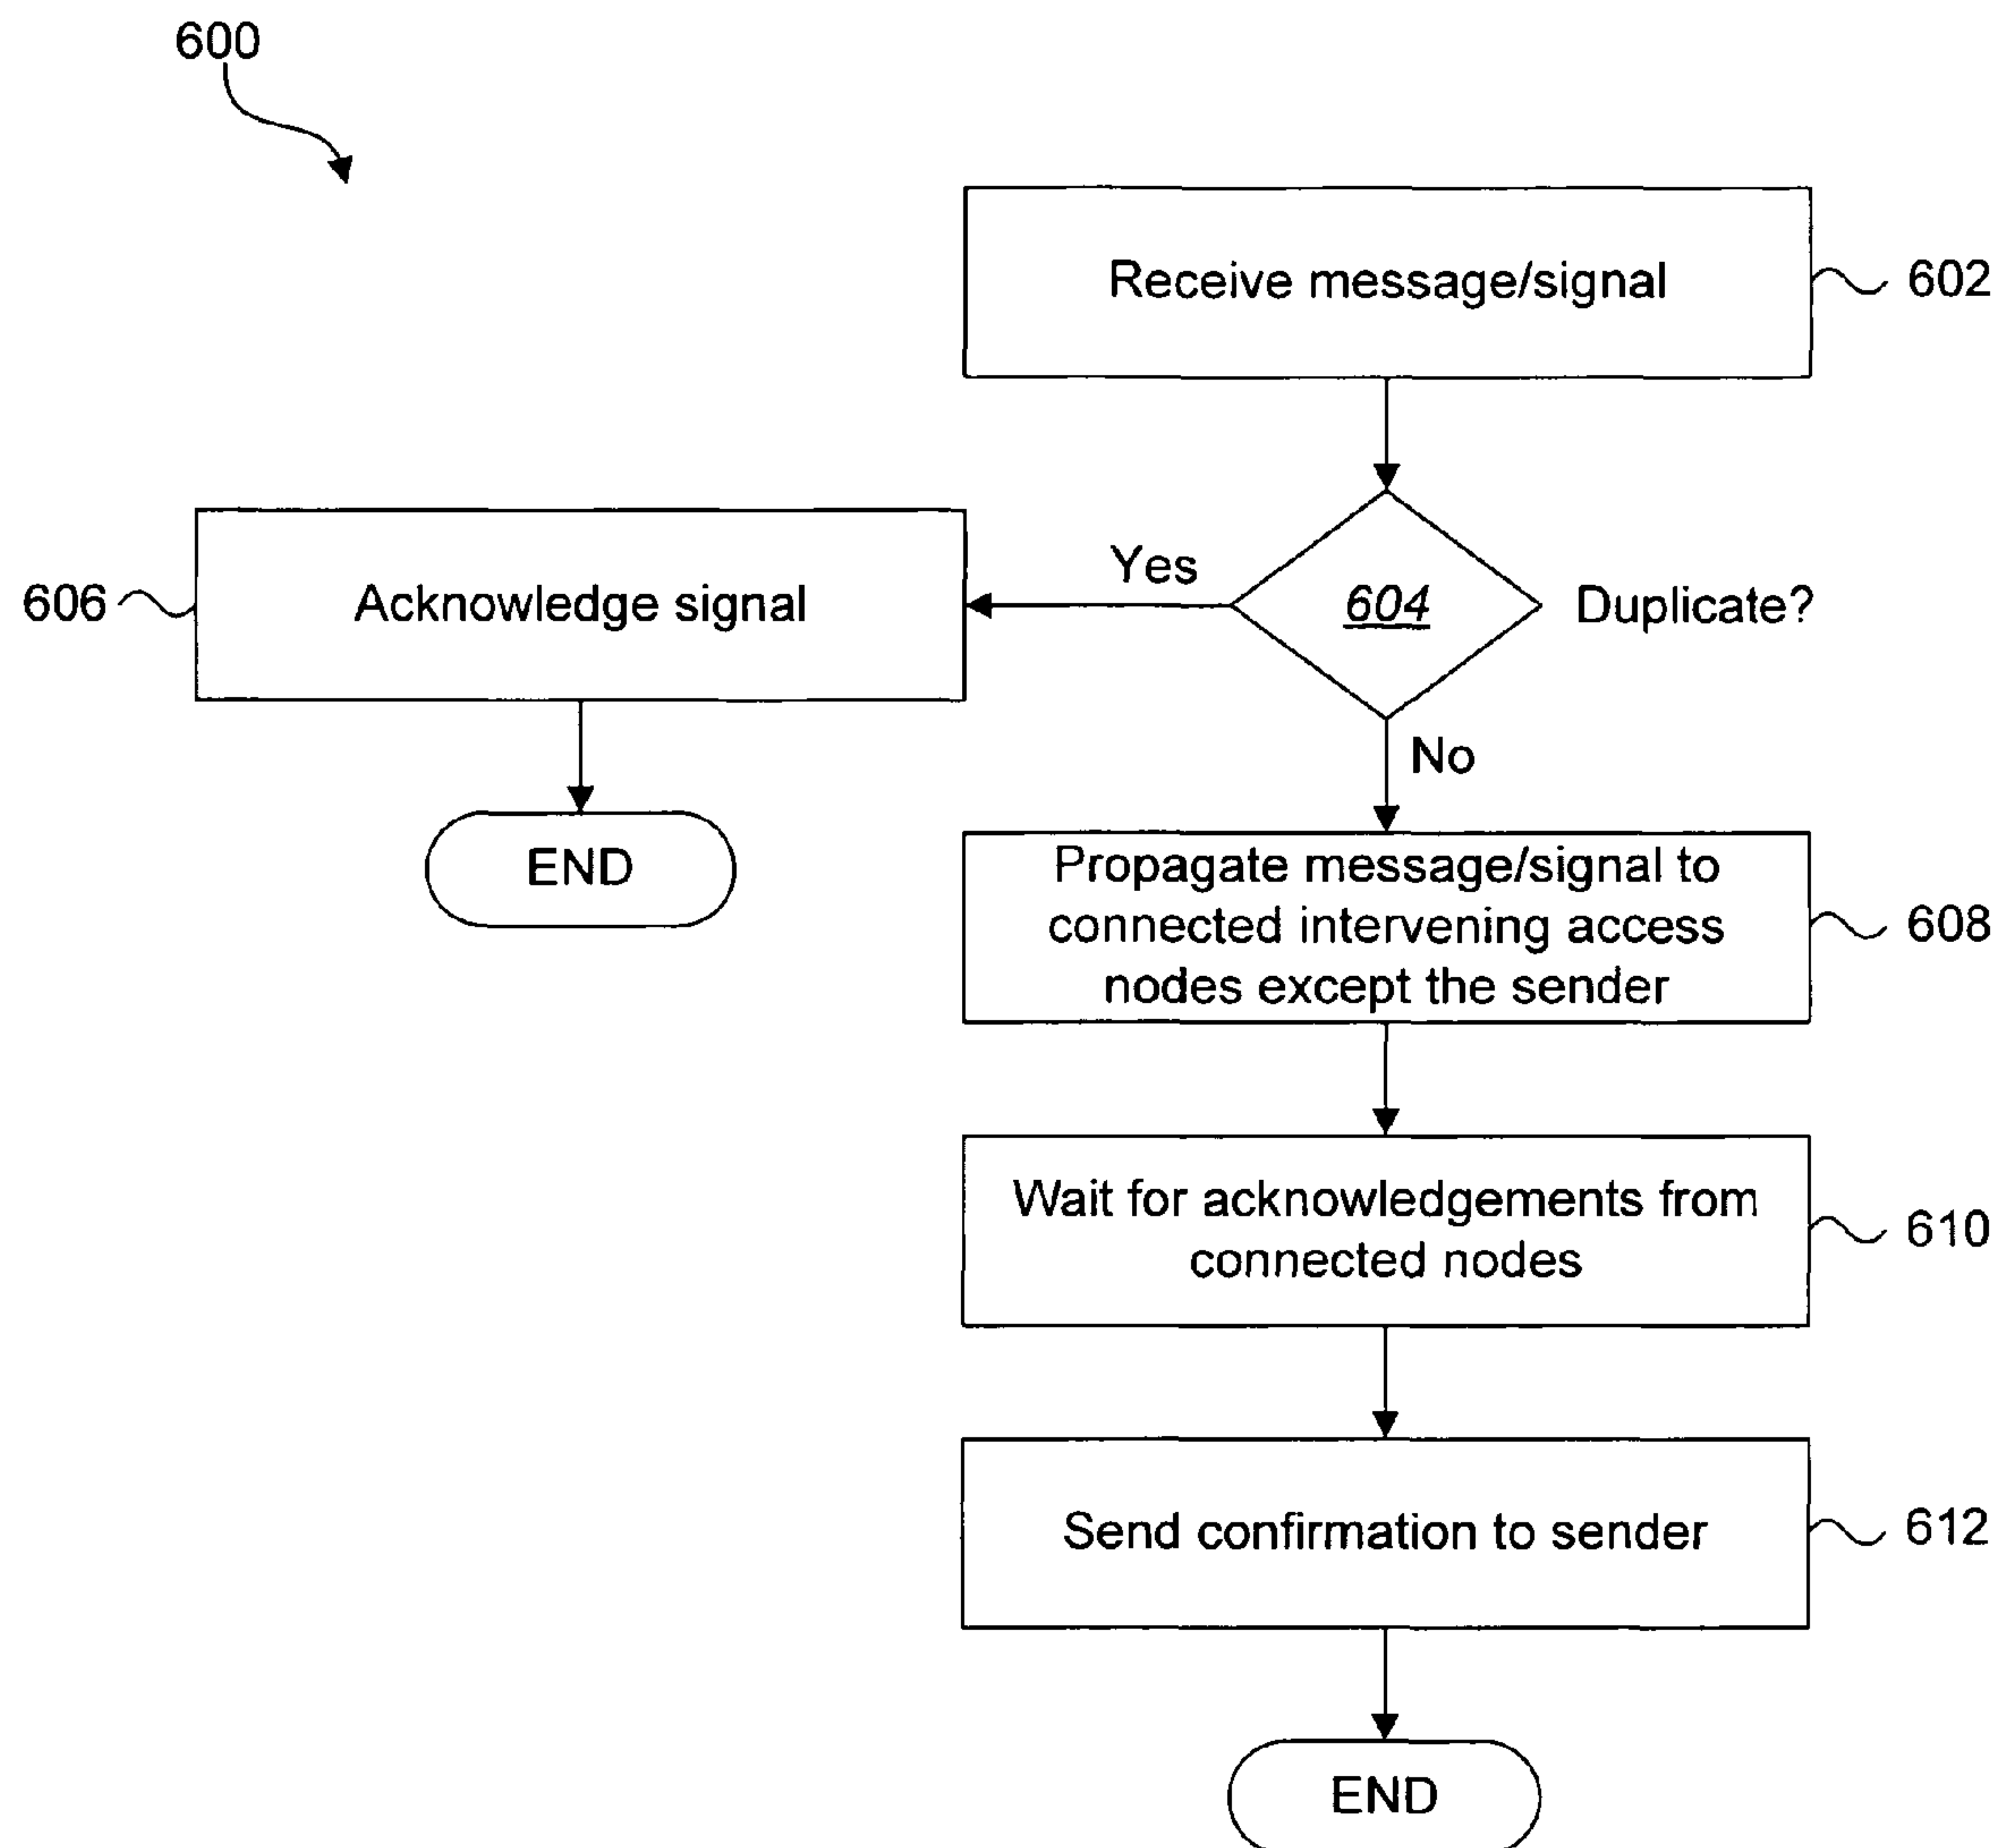 600
Receive message/signal
602
Acknowledge signal
606
Yes
604
Duplicate?
No
END
Propagate message/signal to
connected intervening access
nodes except the sender
608
Wait for acknowledgements from
connected nodes
610
Send confirmation to sender
612
END